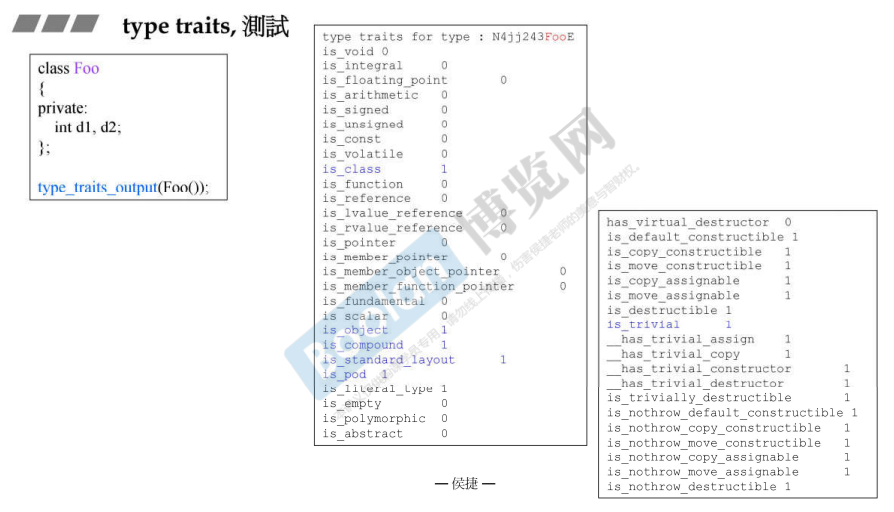 type traits, 測試
class Foo
{
private:
int d1, d2;
};
type_traits_output(Foo());
type traits for type : N4jj243FooE
is_void 0
is_integral 0
is_floating_point 0
is_arithmetic 0
is_signed 0
is_unsigned 0
is_const 0
is_volatile 0
is_class 1
is_function 0
is_reference 0
is_lvalue_reference 0
is_rvalue_reference 0
is_pointer 0
is_member_pointer 0
is_member_object_pointer 0
is_member_function_pointer 0
is_fundamental 0
is_scalar 0
is_object 1
is_compound 1
is_standard_layout 1
is_pod 1
is_literal_type 1
is_empty 0
is_polymorphic 0
is_abstract 0
has_virtual_destructor 0
is_default_constructible 1
is_copy_constructible 1
is_move_constructible 1
is_copy_assignable 1
is_move_assignable 1
is_destructible 1
is_trivial 1
__has_trivial_assign 1
__has_trivial_copy 1
__has_trivial_constructor 1
__has_trivial_destructor 1
is_trivially_destructible 1
is_nothrow_default_constructible 1
is_nothrow_copy_constructible 1
is_nothrow_move_constructible 1
is_nothrow_copy_assignable 1
is_nothrow_move_assignable 1
is_nothrow_destructible 1
Boolan
博览网
— 侯捷 —